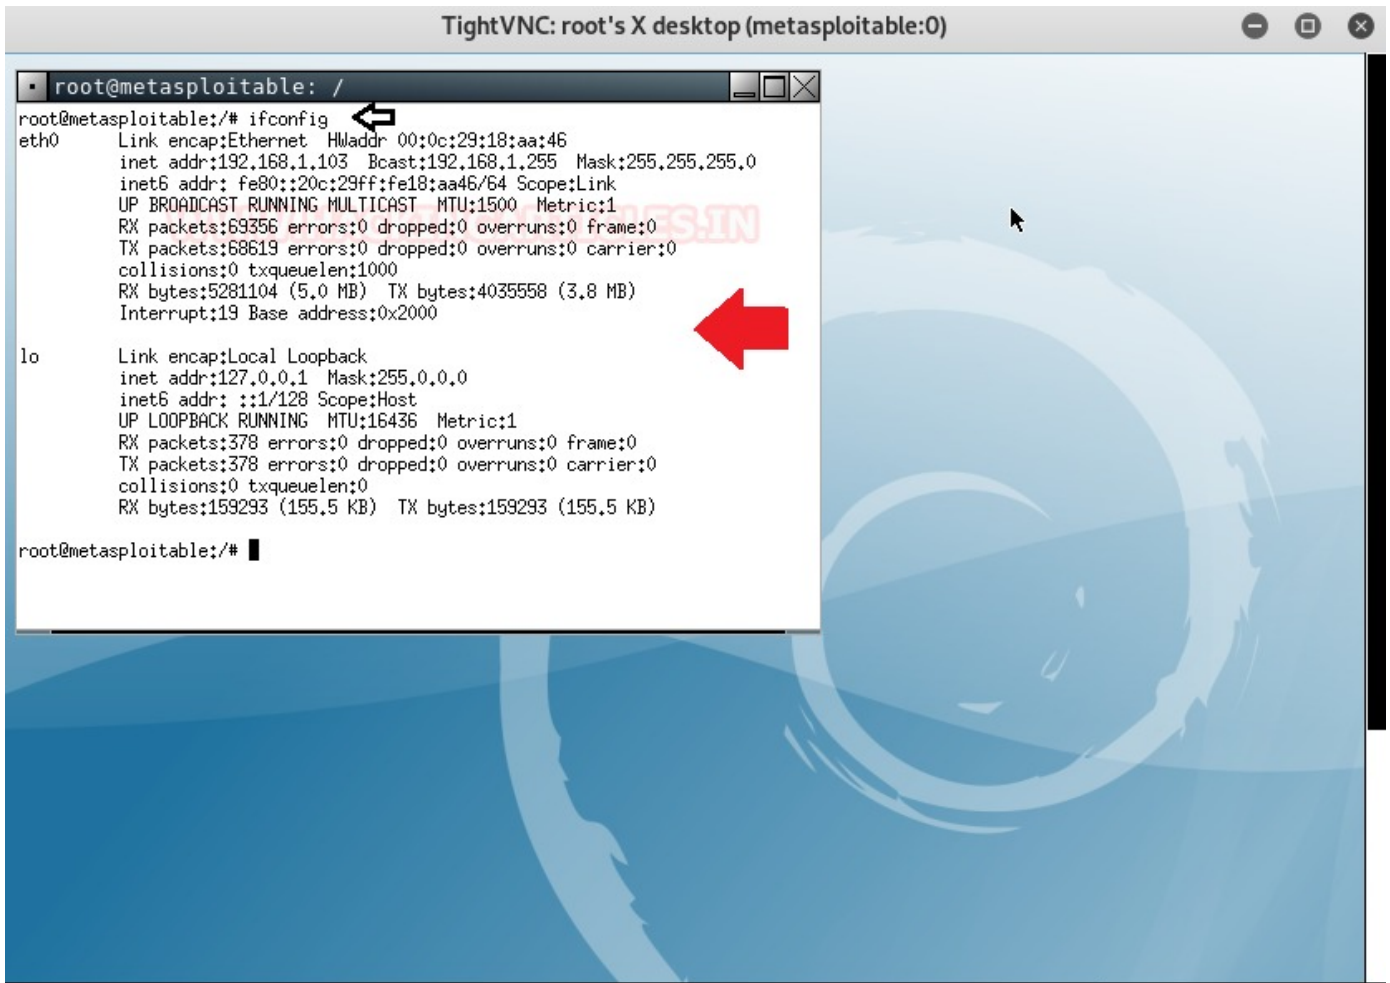 TightVNC: root's X desktop (metasploitable:0)
root@metasploitable: /
root@metasploitable:/# ifconfig
eth0 Link encap:Ethernet HWaddr 00:0c:29:18:aa:46
inet addr:192.168.1.103 Bcast:192.168.1.255 Mask:255.255.255.0
inet6 addr: fe80::20c:29ff:fe18:aa46/64 Scope:Link
UP BROADCAST RUNNING MULTICAST MTU:1500 Metric:1
WWW.HACKINGARTICLES.IN
RX packets:69356 errors:0 dropped:0 overruns:0 frame:0
TX packets:68619 errors:0 dropped:0 overruns:0 carrier:0
collisions:0 txqueuelen:1000
RX bytes:5281104 (5.0 MB) TX bytes:4035558 (3.8 MB)
Interrupt:19 Base address:0x2000
lo Link encap:Local Loopback
inet addr:127.0.0.1 Mask:255.0.0.0
inet6 addr: ::1/128 Scope:Host
UP LOOPBACK RUNNING MTU:16436 Metric:1
RX packets:378 errors:0 dropped:0 overruns:0 frame:0
TX packets:378 errors:0 dropped:0 overruns:0 carrier:0
collisions:0 txqueuelen:0
RX bytes:159293 (155.5 KB) TX bytes:159293 (155.5 KB)
root@metasploitable:/#